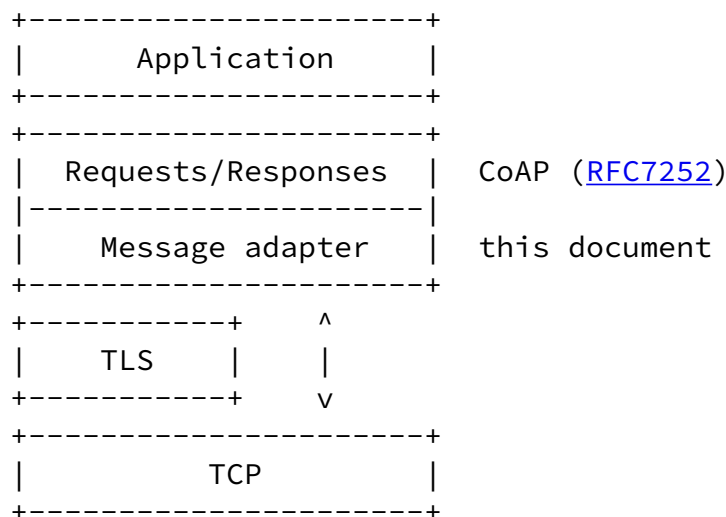 +----------------------+
|      Application     |
+----------------------+
+----------------------+
|  Requests/Responses  |  CoAP (RFC7252)
|----------------------|
|    Message adapter   |  this document
+----------------------+
+-----------+    ^
|    TLS    |    |
+-----------+    v
+----------------------+
|          TCP         |
+----------------------+